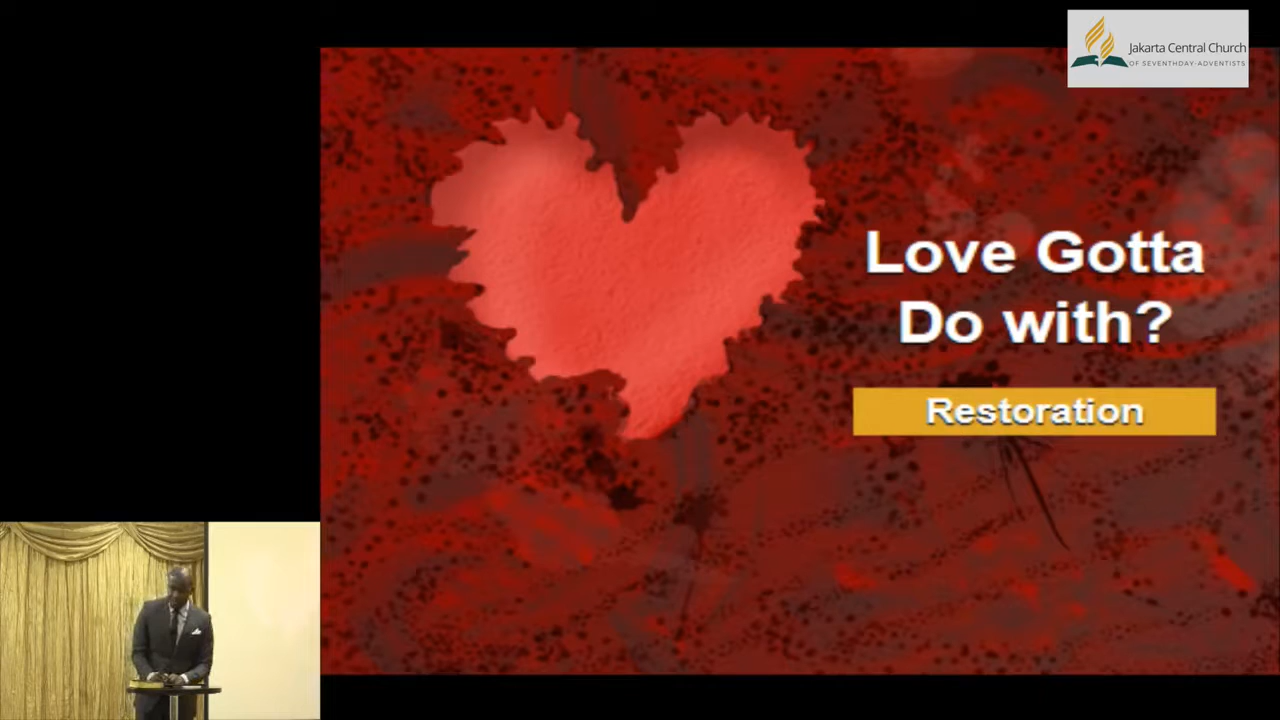 Jakarta Central Church
OF SEVENTHDAY-ADVENTISTS
Love Gotta
Do with?
Restoration